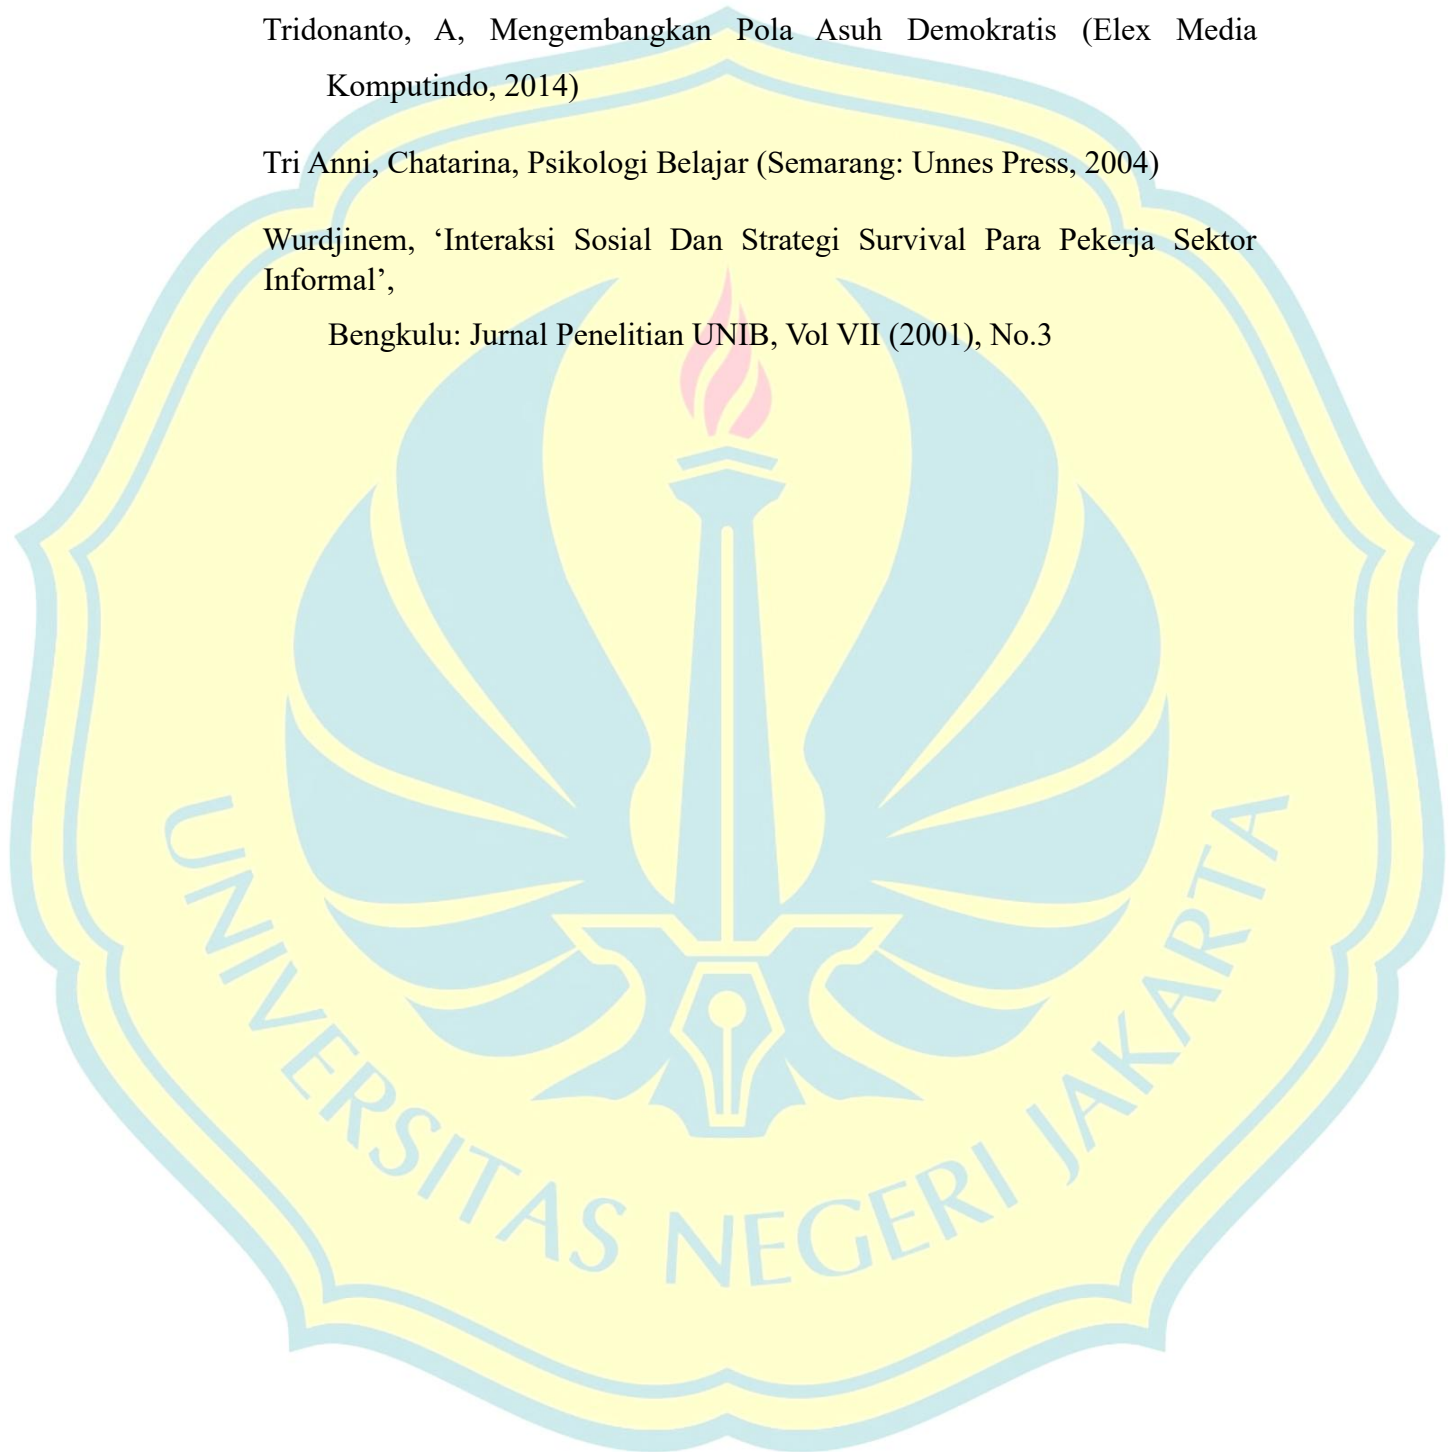 Tridonanto, A, Mengembangkan Pola Asuh Demokratis (Elex Media
Komputindo, 2014)
Tri Anni, Chatarina, Psikologi Belajar (Semarang: Unnes Press, 2004)
Wurdjinem, ‘Interaksi Sosial Dan Strategi Survival Para Pekerja Sektor
Informal’,
Bengkulu: Jurnal Penelitian UNIB, Vol VII (2001), No.3
UNIVERSITAS NEGERI JAKARTA